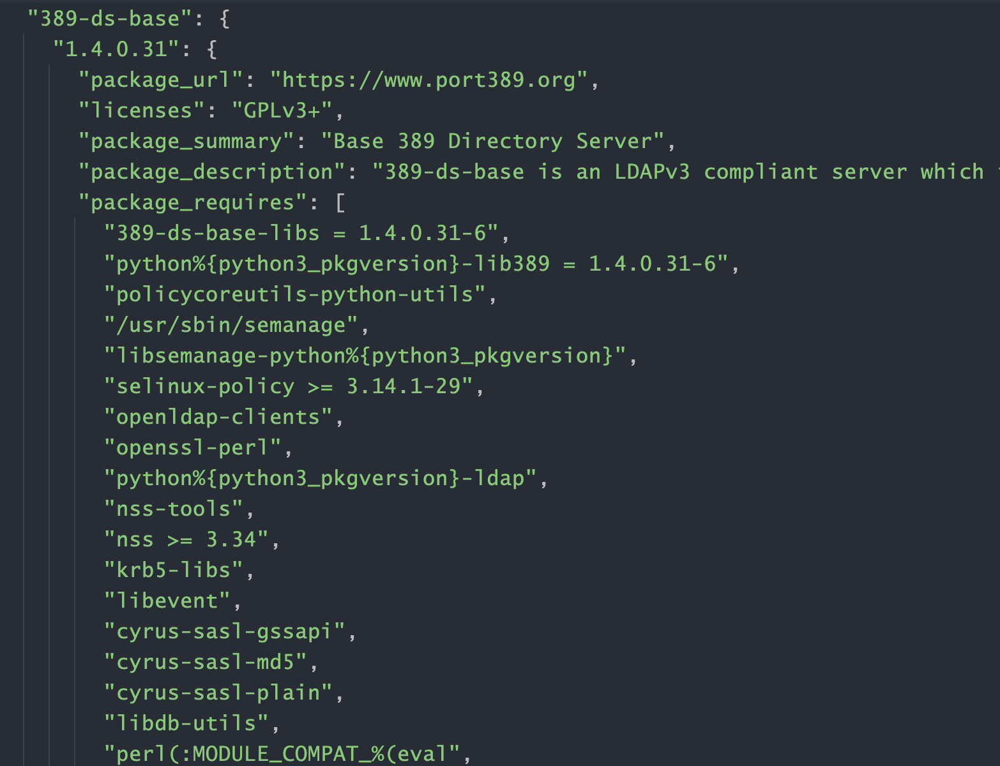 "389-ds-base": {
"1.4.0.31": {
"package_url": "https://www.port389.org",
"licenses": "GPLv3+",
"package_summary": "Base 389 Directory Server",
"package_description": "389-ds-base is an LDAPv3 compliant server which
"package_requires": [
"389-ds-base-libs = 1.4.0.31-6",
"python%{python3_pkgversion}-lib389 = 1.4.0.31-6",
"policycoreutils-python-utils",
"/usr/sbin/semanage",
"libsemanage-python%{python3_pkgversion}",
"selinux-policy >= 3.14.1-29",
"openldap-clients",
"openssl-perl",
"python%{python3_pkgversion}-ldap",
"nss-tools",
"nss >= 3.34",
"krb5-libs",
"libevent",
"cyrus-sasl-gssapi",
"cyrus-sasl-md5",
"cyrus-sasl-plain",
"libdb-utils",
"perl(:MODULE_COMPAT_%(eval",